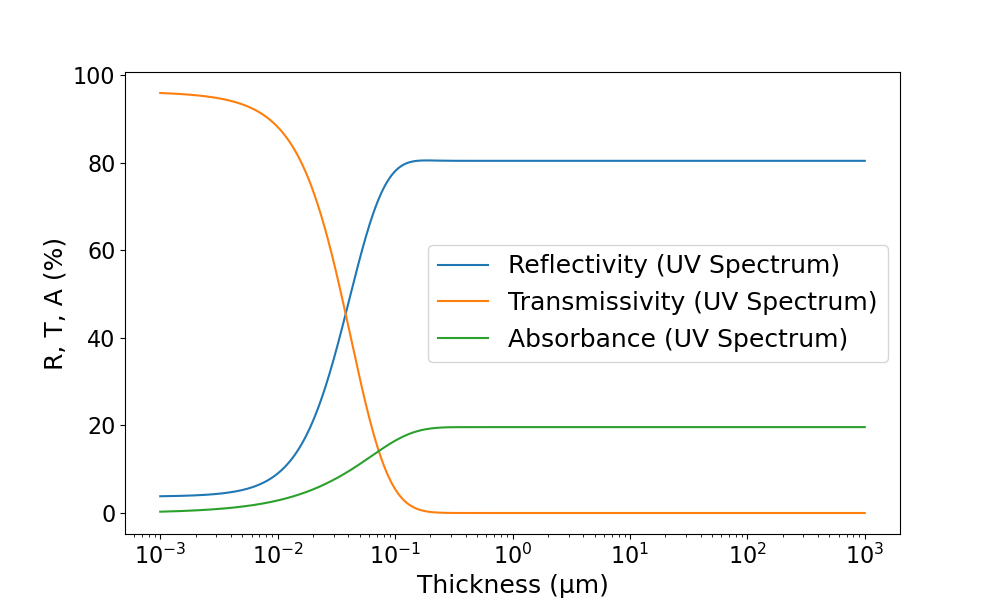 100
80
60
40
20
0
R, T, A (%)
Reflectivity (UV Spectrum)
Transmissivity (UV Spectrum)
Absorbance (UV Spectrum)
10⁻³ 10⁻² 10⁻¹ 10⁰ 10¹ 10² 10³
Thickness (μm)